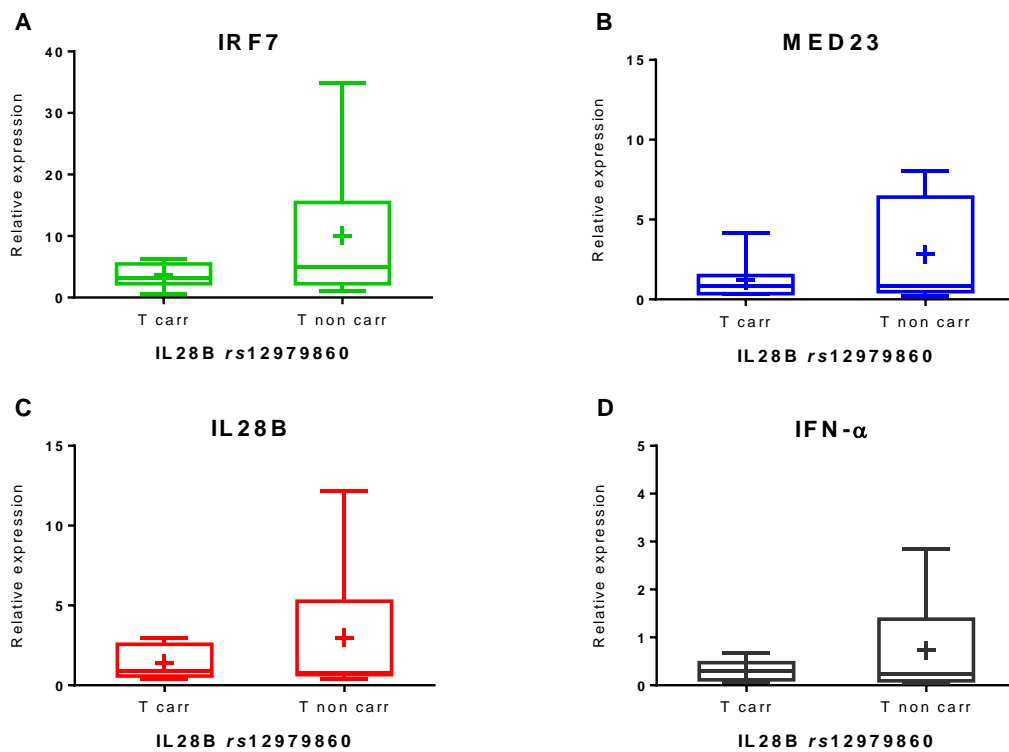 A
IRF7
Relative expression
40
30
20
10
0
T carr
T non carr
IL28B rs12979860
B
MED23
Relative expression
15
10
5
0
T carr
T non carr
IL28B rs12979860
C
IL28B
Relative expression
15
10
5
0
T carr
T non carr
IL28B rs12979860
D
IFN-α
Relative expression
5
4
3
2
1
0
T carr
T non carr
IL28B rs12979860